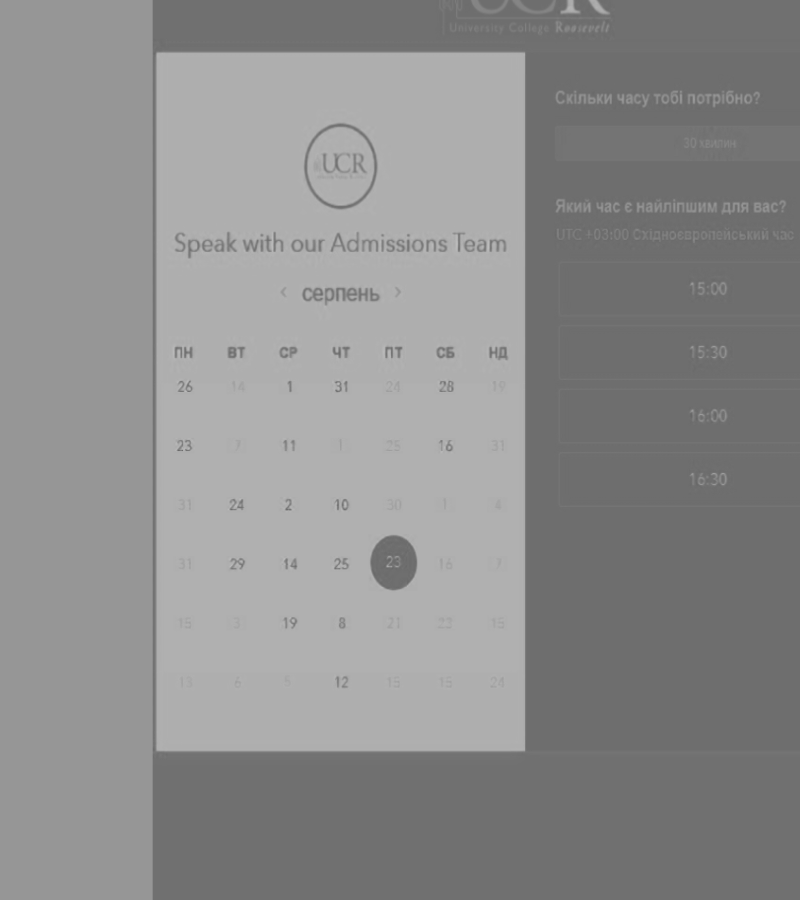 UCR
University College Roosevelt
UCR
Speak with our Admissions Team
‹ серпень ›
ПН ВТ СР ЧТ ПТ СБ НД
26 14 1 31 24 28 19
23 7 11 1 25 16 31
31 24 2 10 30 1 4
31 29 14 25 23 16 7
15 3 19 8 21 22 15
13 6 9 12 15 15 24
Скільки часу тобі потрібно?
30 хвилин
Який час є найліпшим для вас?
UTC +03:00 Східноєвропейський час
15:00
15:30
16:00
16:30